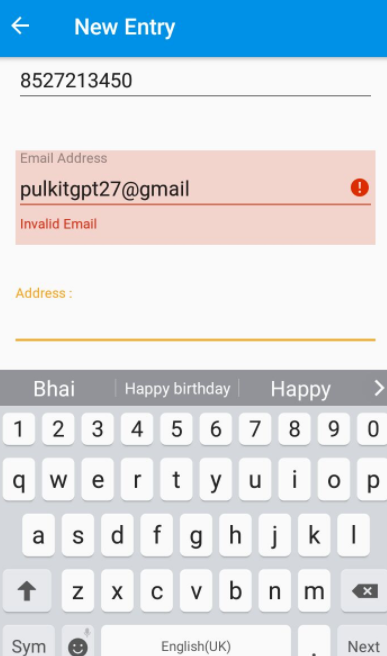 New Entry
8527213450
Email Address
pulkitgpt27@gmail
Invalid Email
Address :
Bhai Happy birthday Happy
1 2 3 4 5 6 7 8 9 0
q w e r t y u i o p
a s d f g h j k l
z x c v b n m
Sym English(UK) . Next